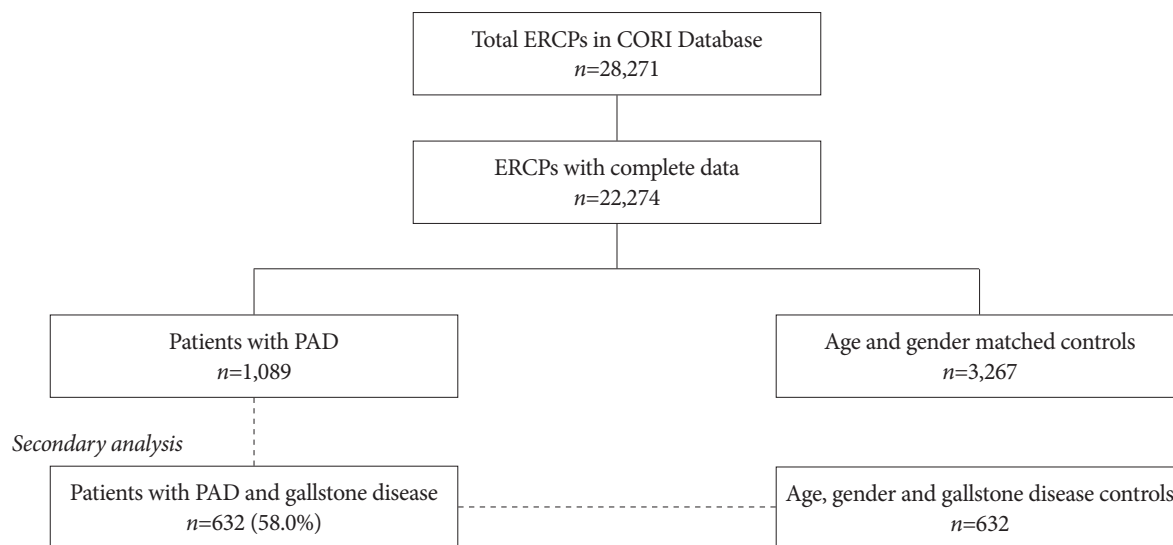 Total ERCPs in CORI Database
n=28,271
ERCPs with complete data
n=22,274
Patients with PAD
n=1,089
Age and gender matched controls
n=3,267
Secondary analysis
Patients with PAD and gallstone disease
n=632 (58.0%)
Age, gender and gallstone disease controls
n=632